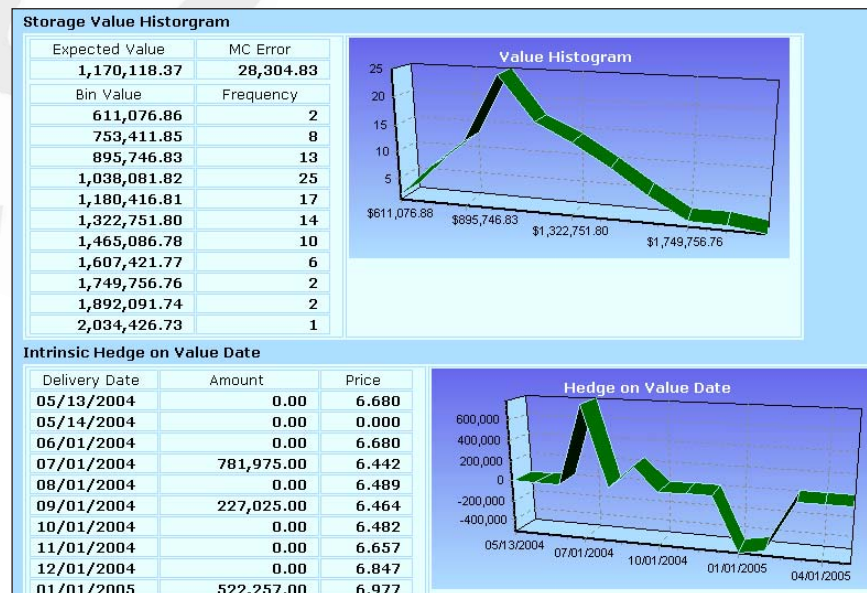 Storage Value Historgram
Expected Value MC Error
1,170,118.37 28,304.83
Bin Value Frequency
611,076.86 2
753,411.85 8
895,746.83 13
1,038,081.82 25
1,180,416.81 17
1,322,751.80 14
1,465,086.78 10
1,607,421.77 6
1,749,756.76 2
1,892,091.74 2
2,034,426.73 1
Value Histogram
25
20
15
10
5
$611,076.88
$895,746.83
$1,322,751.80
$1,749,756.76
Intrinsic Hedge on Value Date
Delivery Date Amount Price
05/13/2004 0.00 6.680
05/14/2004 0.00 0.000
06/01/2004 0.00 6.680
07/01/2004 781,975.00 6.442
08/01/2004 0.00 6.489
09/01/2004 227,025.00 6.464
10/01/2004 0.00 6.482
11/01/2004 0.00 6.657
12/01/2004 0.00 6.847
01/01/2005 522,257.00 6.977
Hedge on Value Date
600,000
400,000
200,000
0
-200,000
-400,000
05/13/2004
07/01/2004
10/01/2004
01/01/2005
04/01/2005